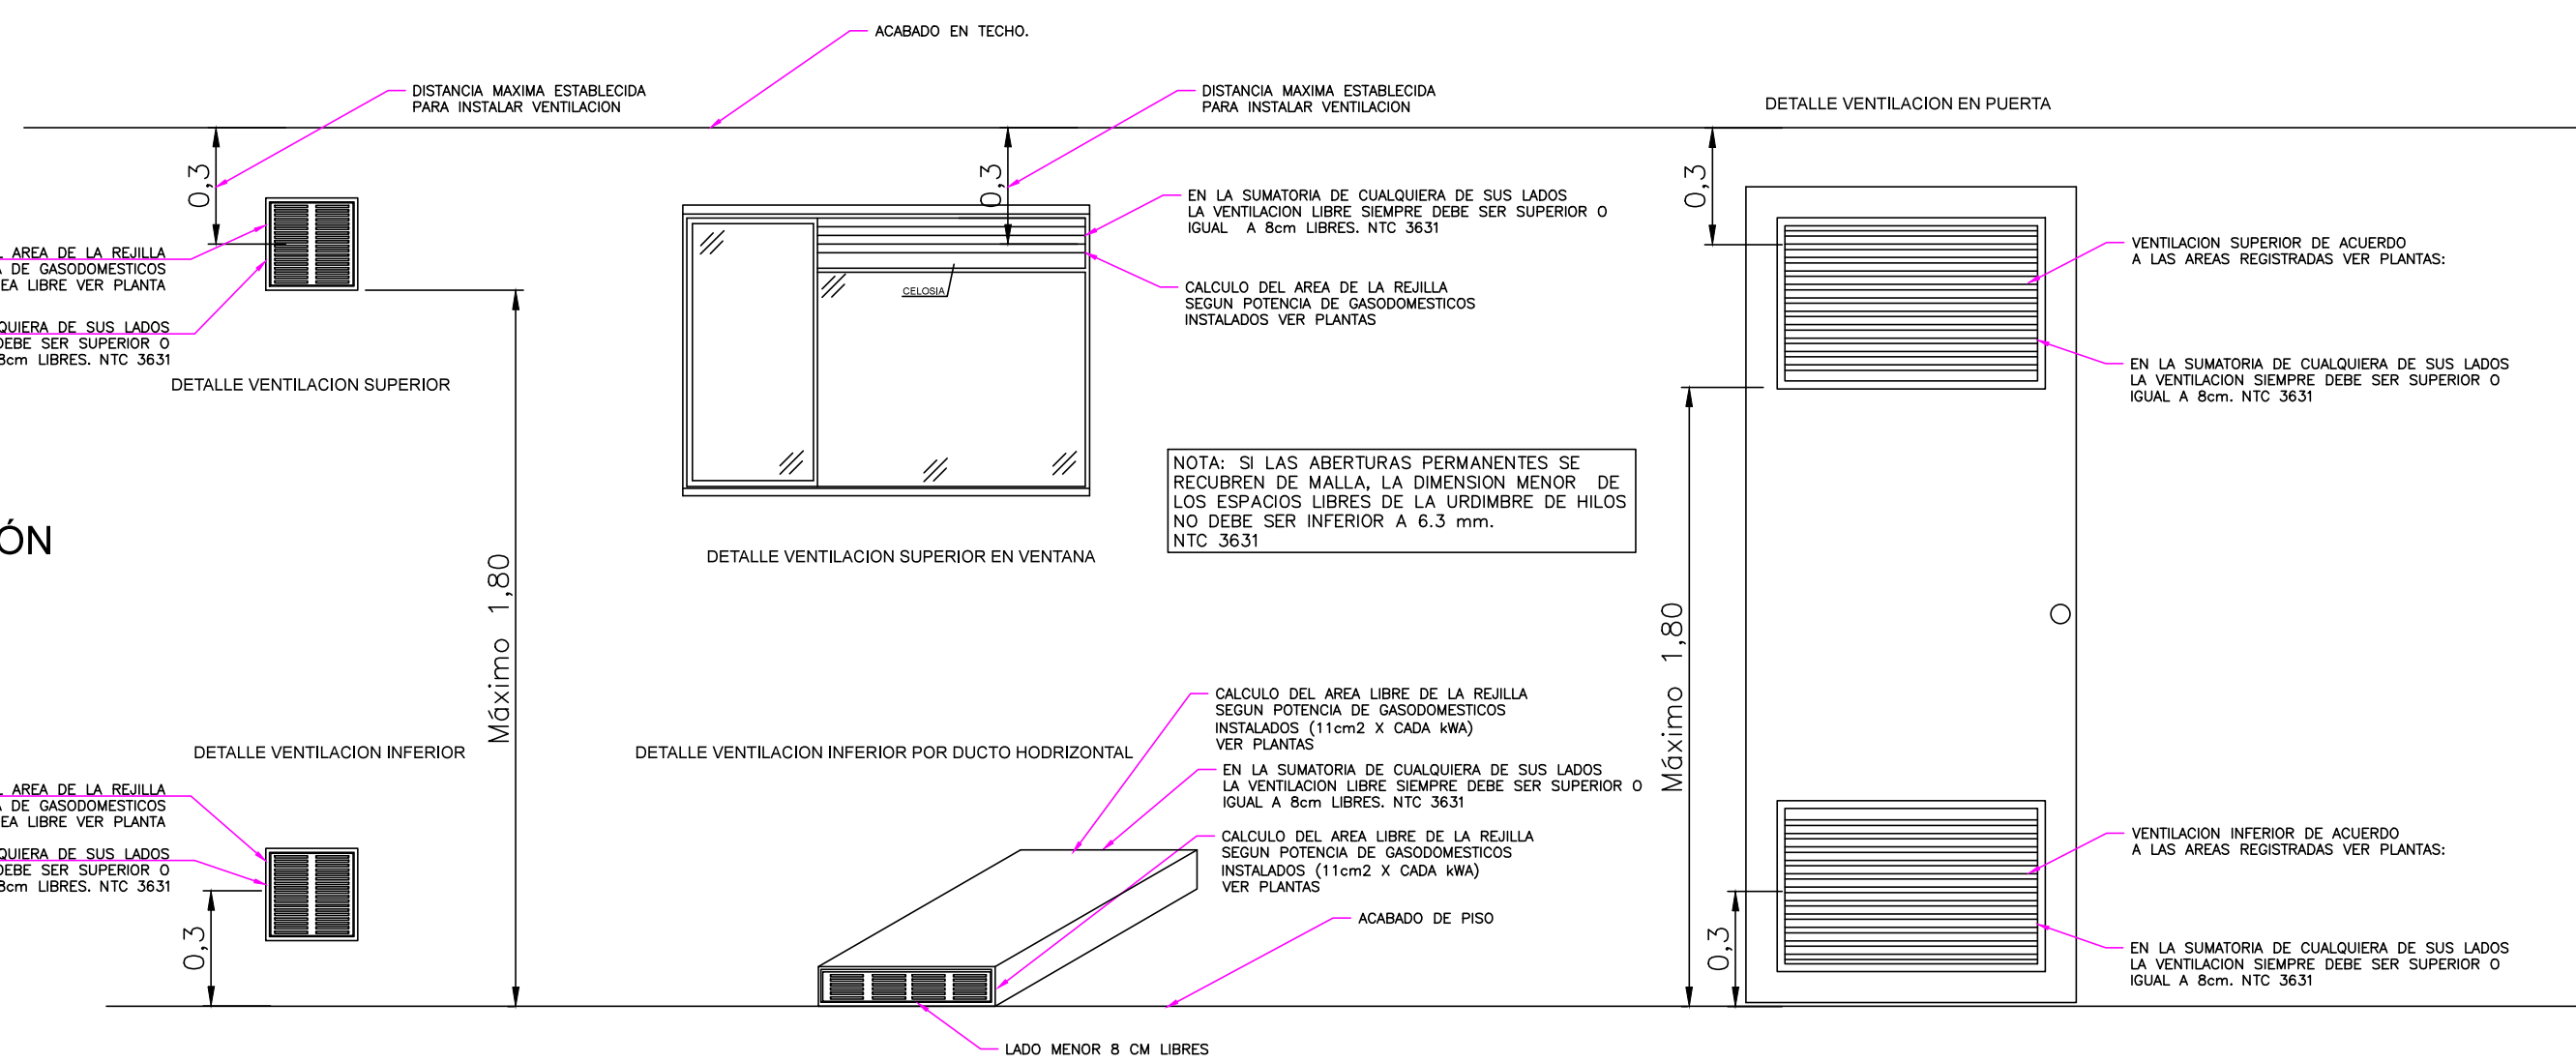 ACABADO EN TECHO.
DISTANCIA MAXIMA ESTABLECIDA
PARA INSTALAR VENTILACION
DISTANCIA MAXIMA ESTABLECIDA
PARA INSTALAR VENTILACION
DETALLE VENTILACION EN PUERTA
0,3
0,3
0,3
AREA DE LA REJILLA
DE GASODOMESTICOS
LIBRE VER PLANTA
DE SUS LADOS
DEBE SER SUPERIOR O
8cm LIBRES. NTC 3631
DETALLE VENTILACION SUPERIOR
EN LA SUMATORIA DE CUALQUIERA DE SUS LADOS
LA VENTILACION LIBRE SIEMPRE DEBE SER SUPERIOR O
IGUAL A 8cm LIBRES. NTC 3631
CALCULO DEL AREA DE LA REJILLA
SEGUN POTENCIA DE GASODOMESTICOS
INSTALADOS VER PLANTAS
CELOSIA
VENTILACION SUPERIOR DE ACUERDO
A LAS AREAS REGISTRADAS VER PLANTAS:
EN LA SUMATORIA DE CUALQUIERA DE SUS LADOS
LA VENTILACION SIEMPRE DEBE SER SUPERIOR O
IGUAL A 8cm. NTC 3631
NOTA: SI LAS ABERTURAS PERMANENTES SE
RECUBREN DE MALLA, LA DIMENSION MENOR DE
LOS ESPACIOS LIBRES DE LA URDIMBRE DE HILOS
NO DEBE SER INFERIOR A 6.3 mm.
NTC 3631
ÓN
DETALLE VENTILACION SUPERIOR EN VENTANA
Máximo 1,80
Máximo 1,80
DETALLE VENTILACION INFERIOR
DETALLE VENTILACION INFERIOR POR DUCTO HODRIZONTAL
CALCULO DEL AREA LIBRE DE LA REJILLA
SEGUN POTENCIA DE GASODOMESTICOS
INSTALADOS (11cm2 X CADA kWA)
VER PLANTAS
EN LA SUMATORIA DE CUALQUIERA DE SUS LADOS
LA VENTILACION LIBRE SIEMPRE DEBE SER SUPERIOR O
IGUAL A 8cm LIBRES. NTC 3631
CALCULO DEL AREA LIBRE DE LA REJILLA
SEGUN POTENCIA DE GASODOMESTICOS
INSTALADOS (11cm2 X CADA kWA)
VER PLANTAS
ACABADO DE PISO
AREA DE LA REJILLA
DE GASODOMESTICOS
LIBRE VER PLANTA
DE SUS LADOS
DEBE SER SUPERIOR O
8cm LIBRES. NTC 3631
0,3
0,3
VENTILACION INFERIOR DE ACUERDO
A LAS AREAS REGISTRADAS VER PLANTAS:
EN LA SUMATORIA DE CUALQUIERA DE SUS LADOS
LA VENTILACION SIEMPRE DEBE SER SUPERIOR O
IGUAL A 8cm. NTC 3631
LADO MENOR 8 CM LIBRES